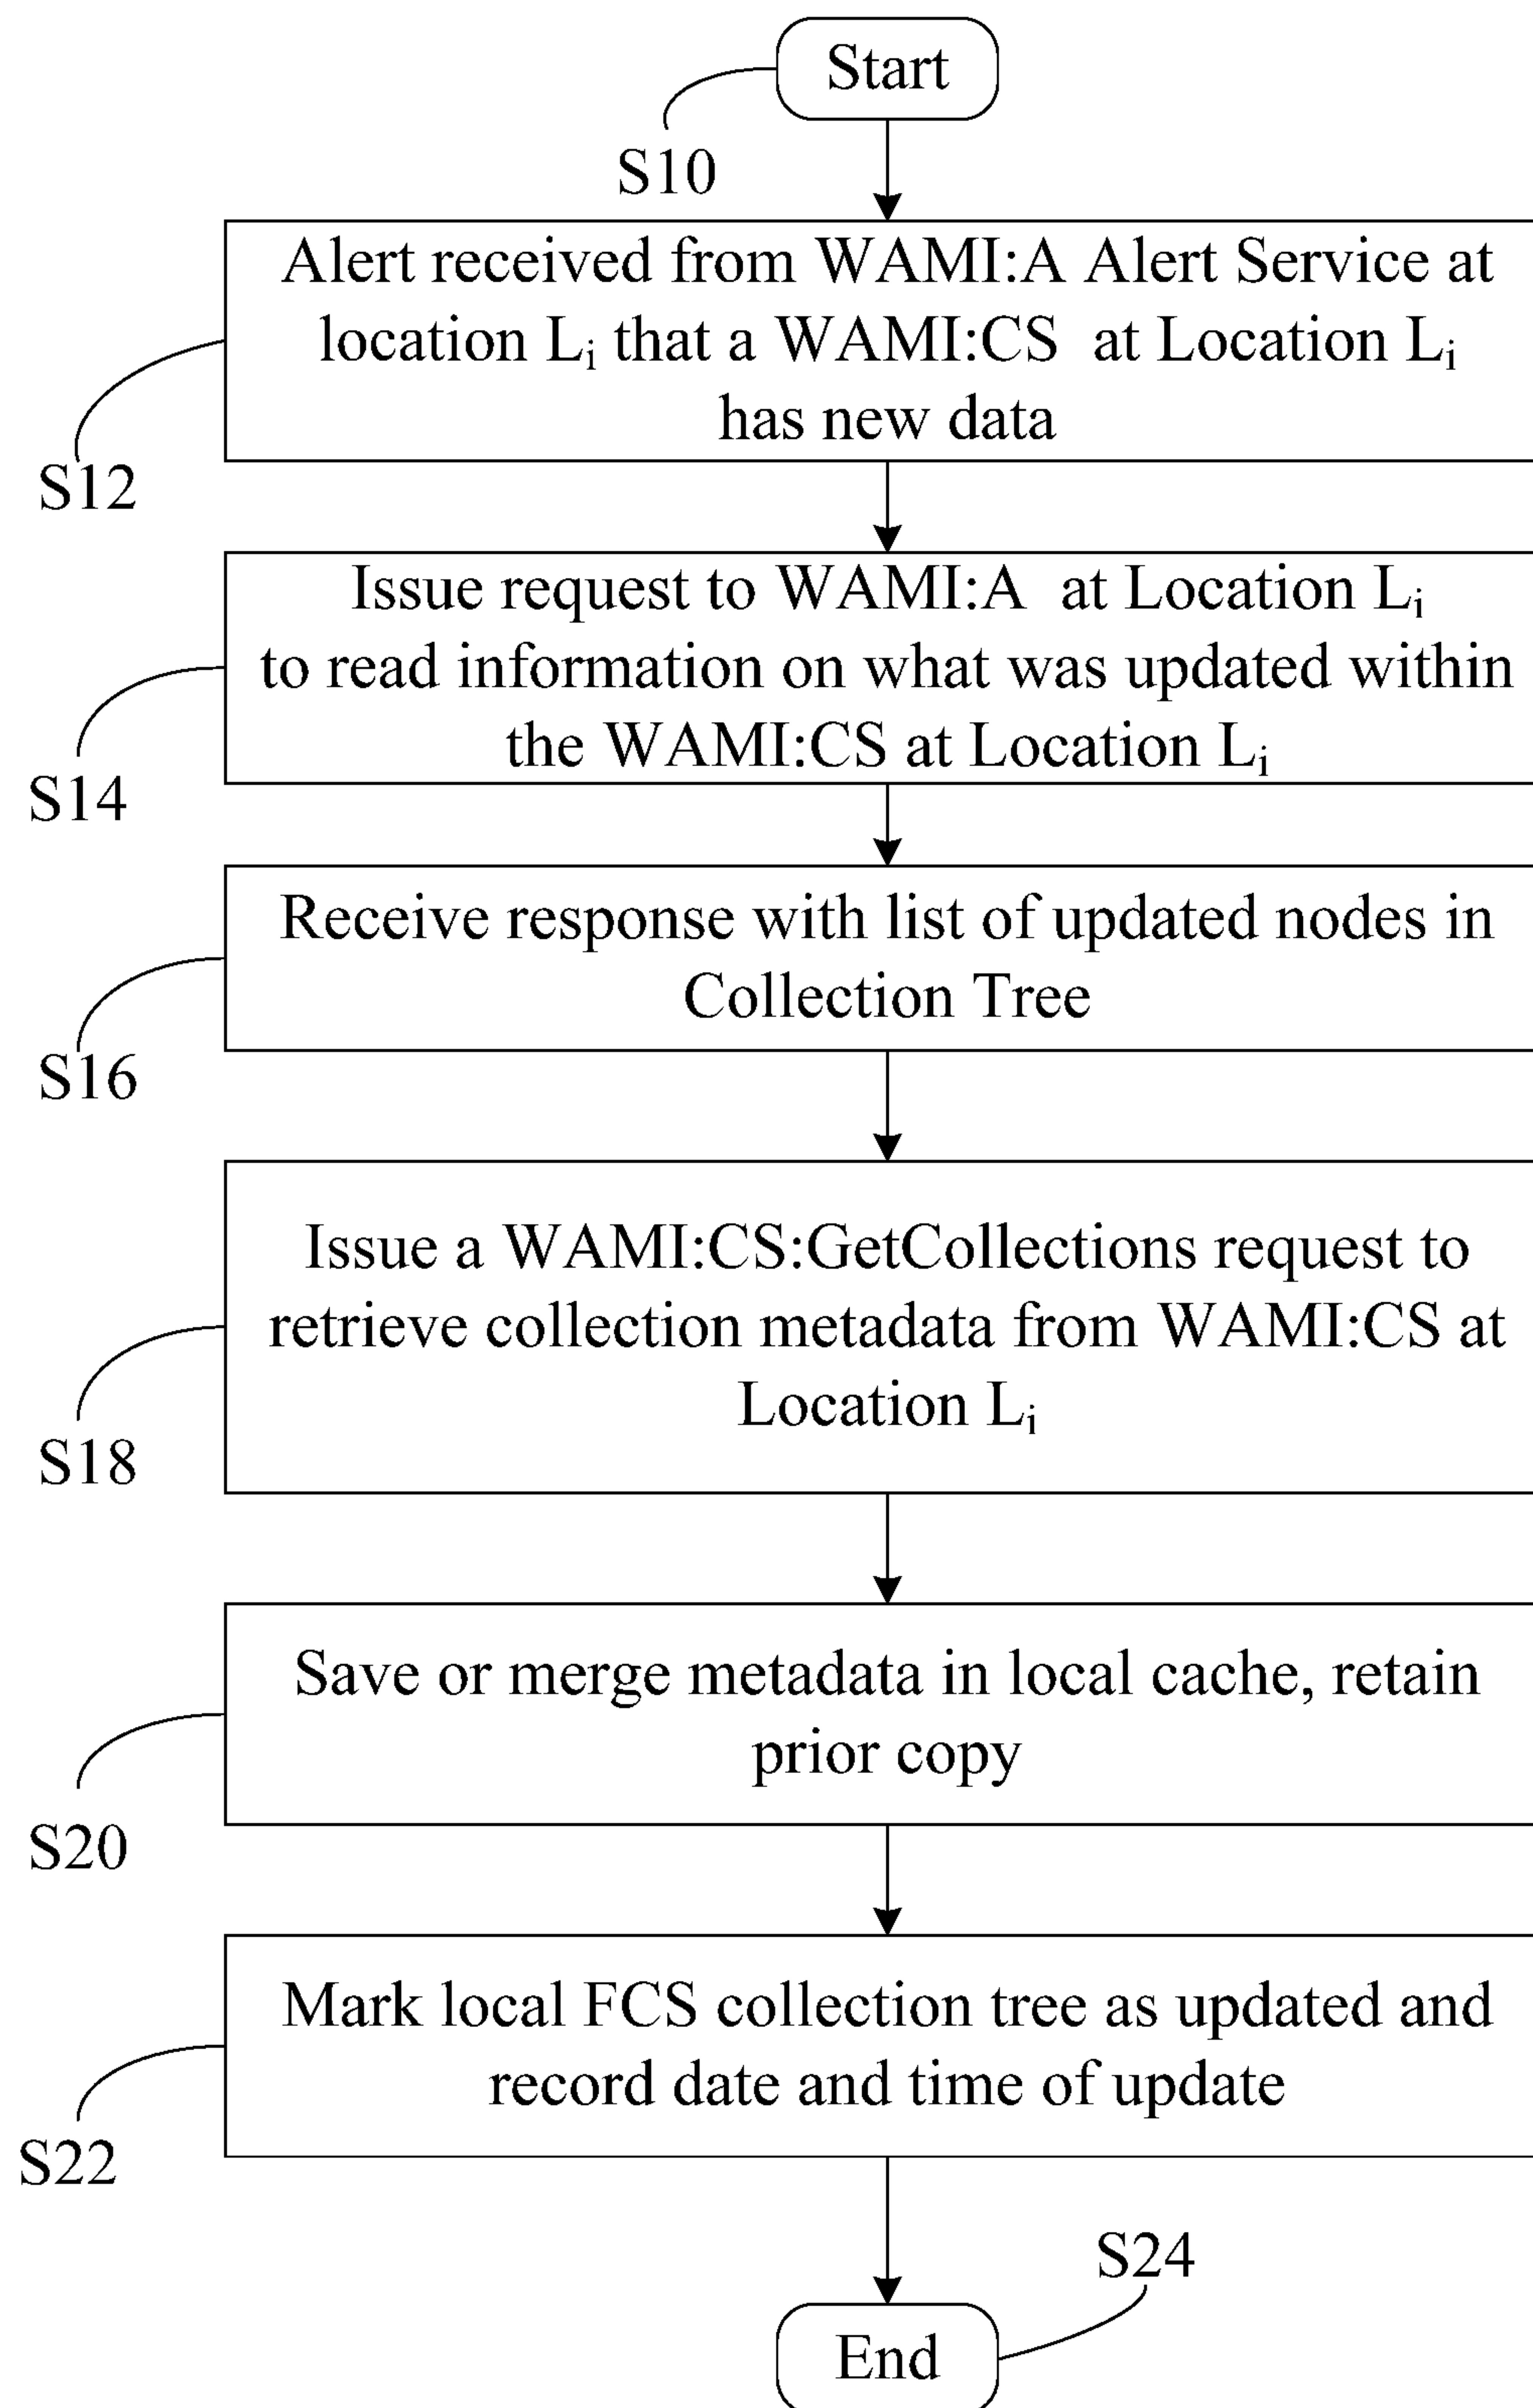 Start
S10
Alert received from WAMI:A Alert Service at
location Li that a WAMI:CS at Location Li
has new data
S12
Issue request to WAMI:A at Location Li
to read information on what was updated within
the WAMI:CS at Location Li
S14
Receive response with list of updated nodes in
Collection Tree
S16
Issue a WAMI:CS:GetCollections request to
retrieve collection metadata from WAMI:CS at
Location Li
S18
Save or merge metadata in local cache, retain
prior copy
S20
Mark local FCS collection tree as updated and
record date and time of update
S22
S24
End